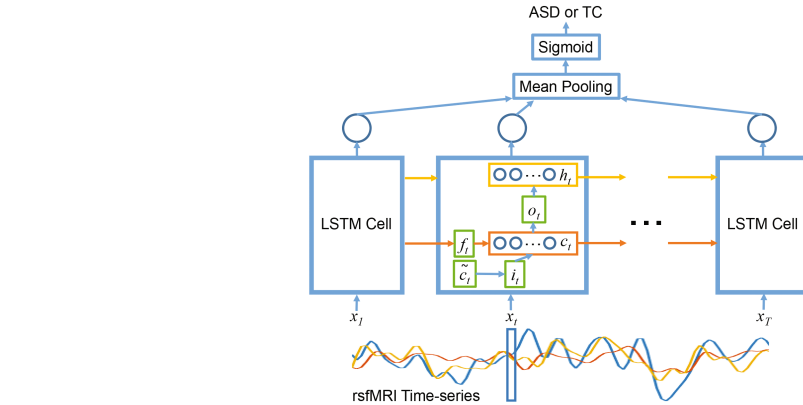 ASD or TC
Sigmoid
Mean Pooling
LSTM Cell
h_t
o_t
f_t
c_t
c̃_t
i_t
...
LSTM Cell
x_1
x_t
x_T
rsfMRI Time-series